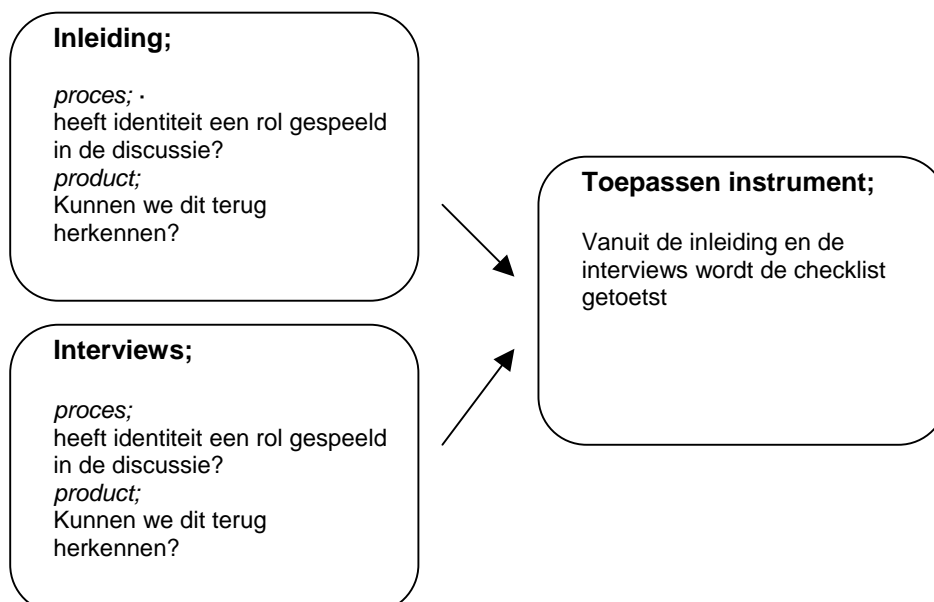 Inleiding;
proces; ·
heeft identiteit een rol gespeeld
in de discussie?
product;
Kunnen we dit terug
herkennen?
Interviews;
proces;
heeft identiteit een rol gespeeld
in de discussie?
product;
Kunnen we dit terug
herkennen?
Toepassen instrument;
Vanuit de inleiding en de
interviews wordt de checklist
getoetst